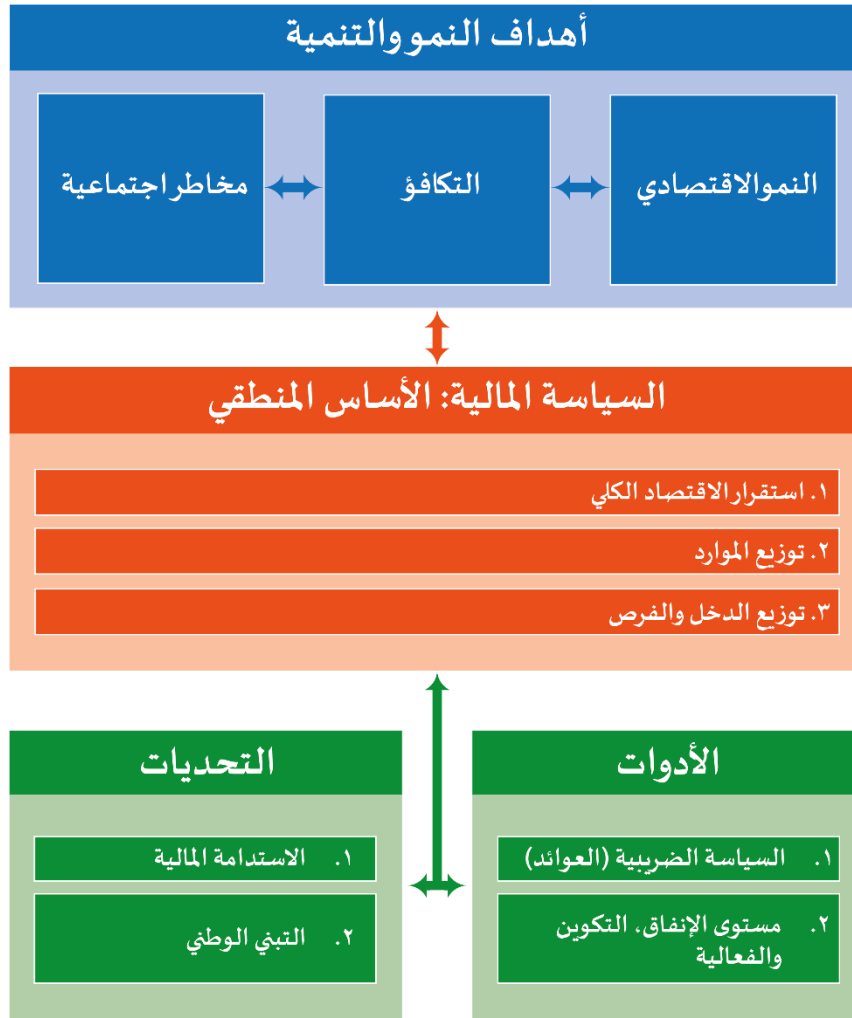 أهداف النمو والتنمية
النمو الاقتصادي
التكافؤ
مخاطر اجتماعية
السياسة المالية: الأساس المنطقي
١. استقرار الاقتصاد الكلي
٢. توزيع الموارد
٣. توزيع الدخل والفرص
الأدوات
١. السياسة الضريبية (العوائد)
٢. مستوى الإنفاق، التكوين
والفعالية
التحديات
١. الاستدامة المالية
٢. التبني الوطني